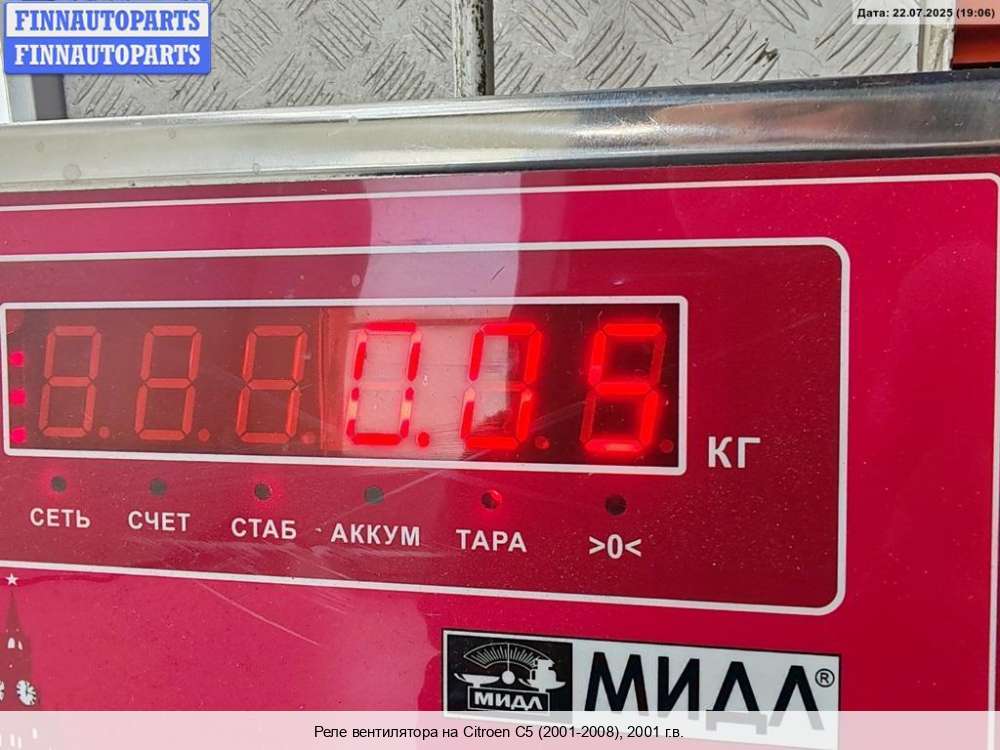 FINNAUTOPARTS
FINNAUTOPARTS
Дата: 22.07.2025 (19:06)
0.05
КГ
СЕТЬ СЧЕТ СТАБ АККУМ ТАРА >0<
МИДЛ
МИДЛ®
Реле вентилятора на Citroen C5 (2001-2008), 2001 г.в.